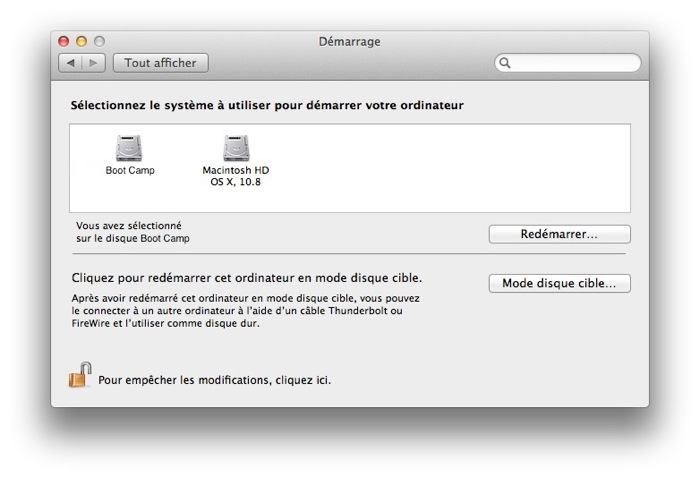 Démarrage
Tout afficher
Sélectionnez le système à utiliser pour démarrer votre ordinateur
Boot Camp
Macintosh HD
OS X, 10.8
Vous avez sélectionné
sur le disque Boot Camp
Redémarrer...
Cliquez pour redémarrer cet ordinateur en mode disque cible.
Mode disque cible...
Après avoir redémarré cet ordinateur en mode disque cible, vous pouvez
le connecter à un autre ordinateur à l'aide d'un câble Thunderbolt ou
FireWire et l'utiliser comme disque dur.
Pour empêcher les modifications, cliquez ici.